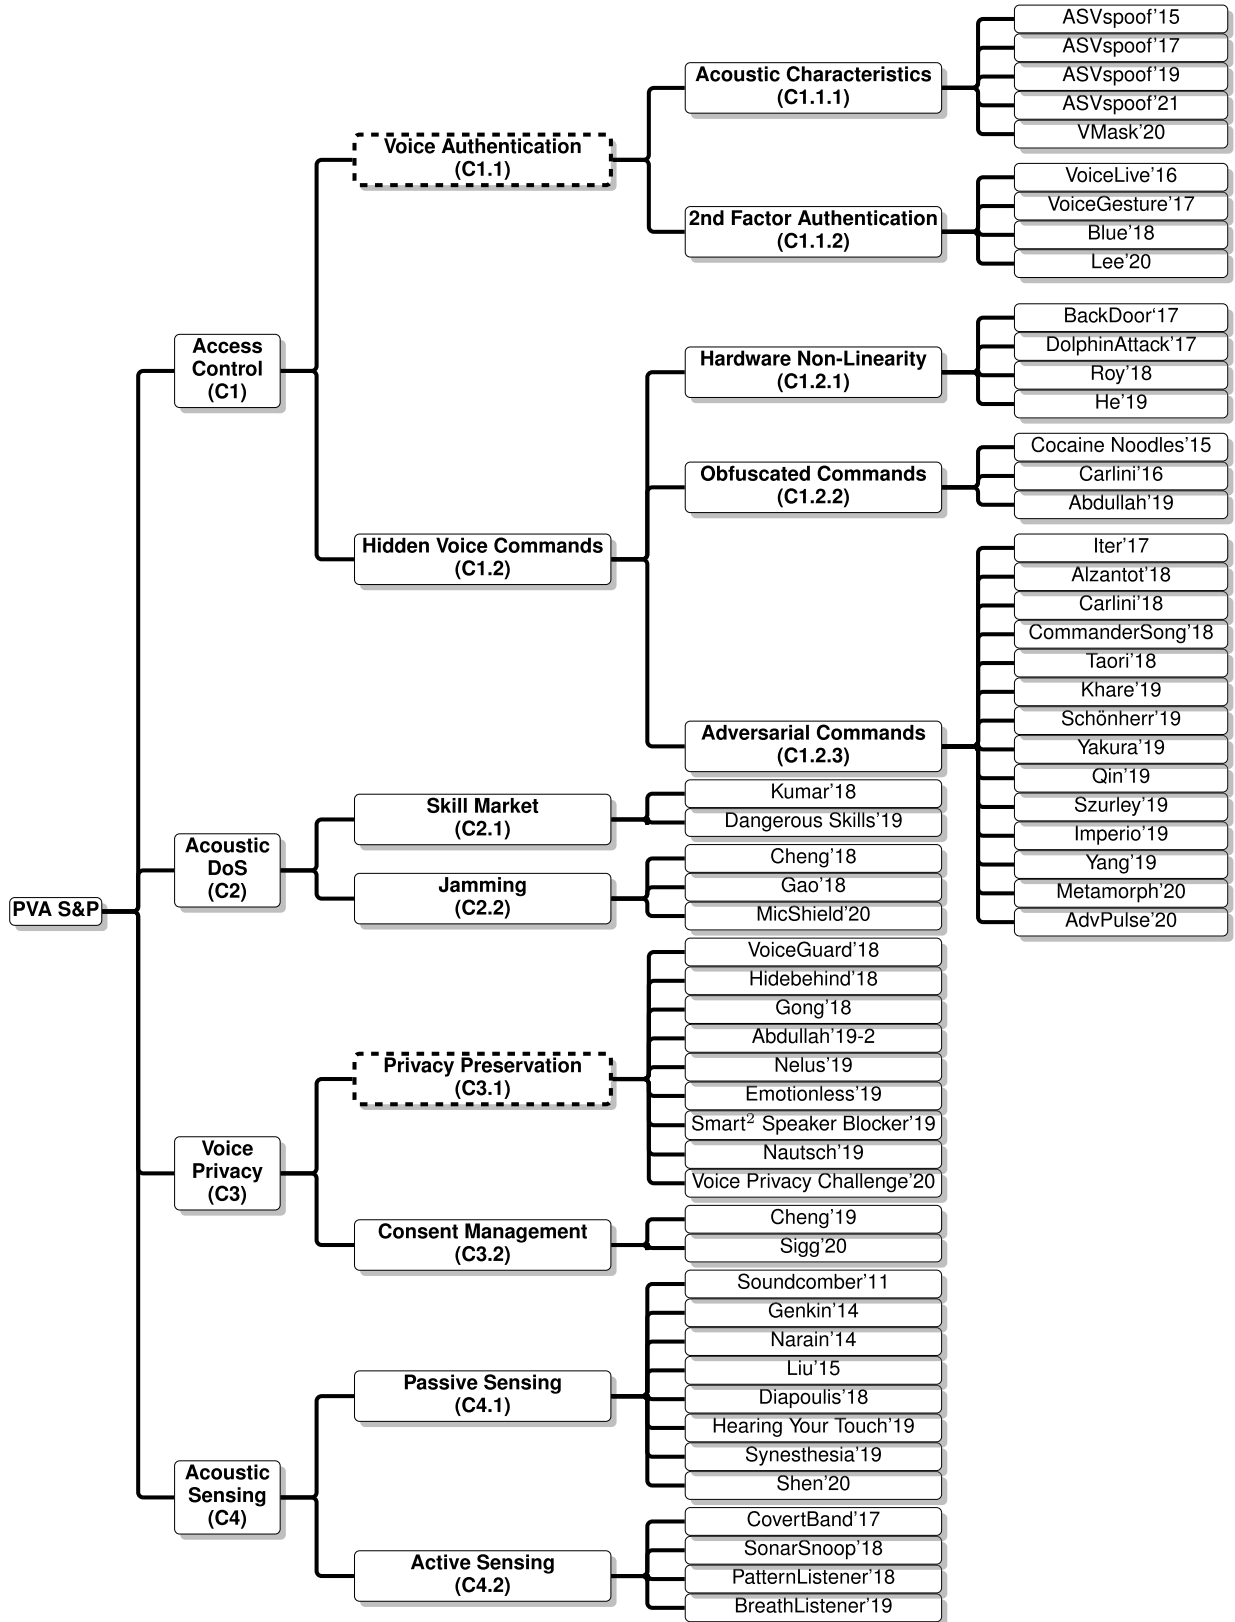 PVA S&P
Access
Control
(C1)
Voice Authentication
(C1.1)
Acoustic Characteristics
(C1.1.1)
ASVspoof'15
ASVspoof'17
ASVspoof'19
ASVspoof'21
VMask'20
2nd Factor Authentication
(C1.1.2)
VoiceLive'16
VoiceGesture'17
Blue'18
Lee'20
Hidden Voice Commands
(C1.2)
Hardware Non-Linearity
(C1.2.1)
BackDoor‘17
DolphinAttack'17
Roy'18
He'19
Obfuscated Commands
(C1.2.2)
Cocaine Noodles'15
Carlini'16
Abdullah'19
Adversarial Commands
(C1.2.3)
Iter'17
Alzantot'18
Carlini'18
CommanderSong'18
Taori'18
Khare'19
Schönherr'19
Yakura'19
Qin'19
Szurley'19
Imperio'19
Yang'19
Metamorph'20
AdvPulse'20
Acoustic
DoS
(C2)
Skill Market
(C2.1)
Kumar'18
Dangerous Skills'19
Jamming
(C2.2)
Cheng'18
Gao'18
MicShield'20
Voice
Privacy
(C3)
Privacy Preservation
(C3.1)
VoiceGuard'18
Hidebehind'18
Gong'18
Abdullah'19-2
Nelus'19
Emotionless'19
Smart² Speaker Blocker'19
Nautsch'19
Voice Privacy Challenge'20
Consent Management
(C3.2)
Cheng'19
Sigg'20
Acoustic
Sensing
(C4)
Passive Sensing
(C4.1)
Soundcomber'11
Genkin'14
Narain'14
Liu'15
Diapoulis'18
Hearing Your Touch'19
Synesthesia'19
Shen'20
Active Sensing
(C4.2)
CovertBand'17
SonarSnoop'18
PatternListener'18
BreathListener'19